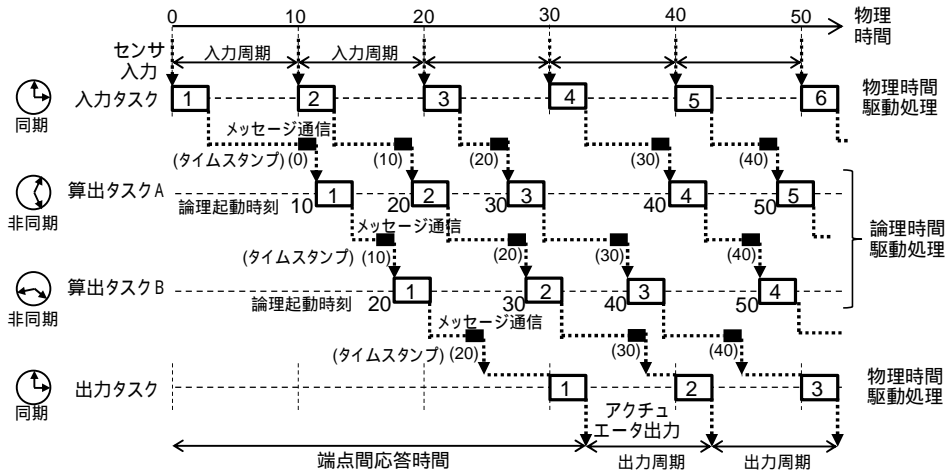 0 10 20 30 40 50 物理
時間
センサ
入力
入力周期 入力周期
入力タスク 1 2 3 4 5 6 物理時間
駆動処理
同期
メッセージ通信
(タイムスタンプ) (0) (10) (20) (30) (40)
算出タスクA 1 2 3 4 5
論理起動時刻 10 20 30 40 50
非同期
論理時間
駆動処理
メッセージ通信
(タイムスタンプ) (10) (20) (30) (40)
算出タスクB 1 2 3 4
論理起動時刻 20 30 40 50
非同期
メッセージ通信
(タイムスタンプ) (20) (30) (40)
出力タスク 1 2 3 物理時間
駆動処理
同期
アクチュ
エータ出力
端点間応答時間 出力周期 出力周期